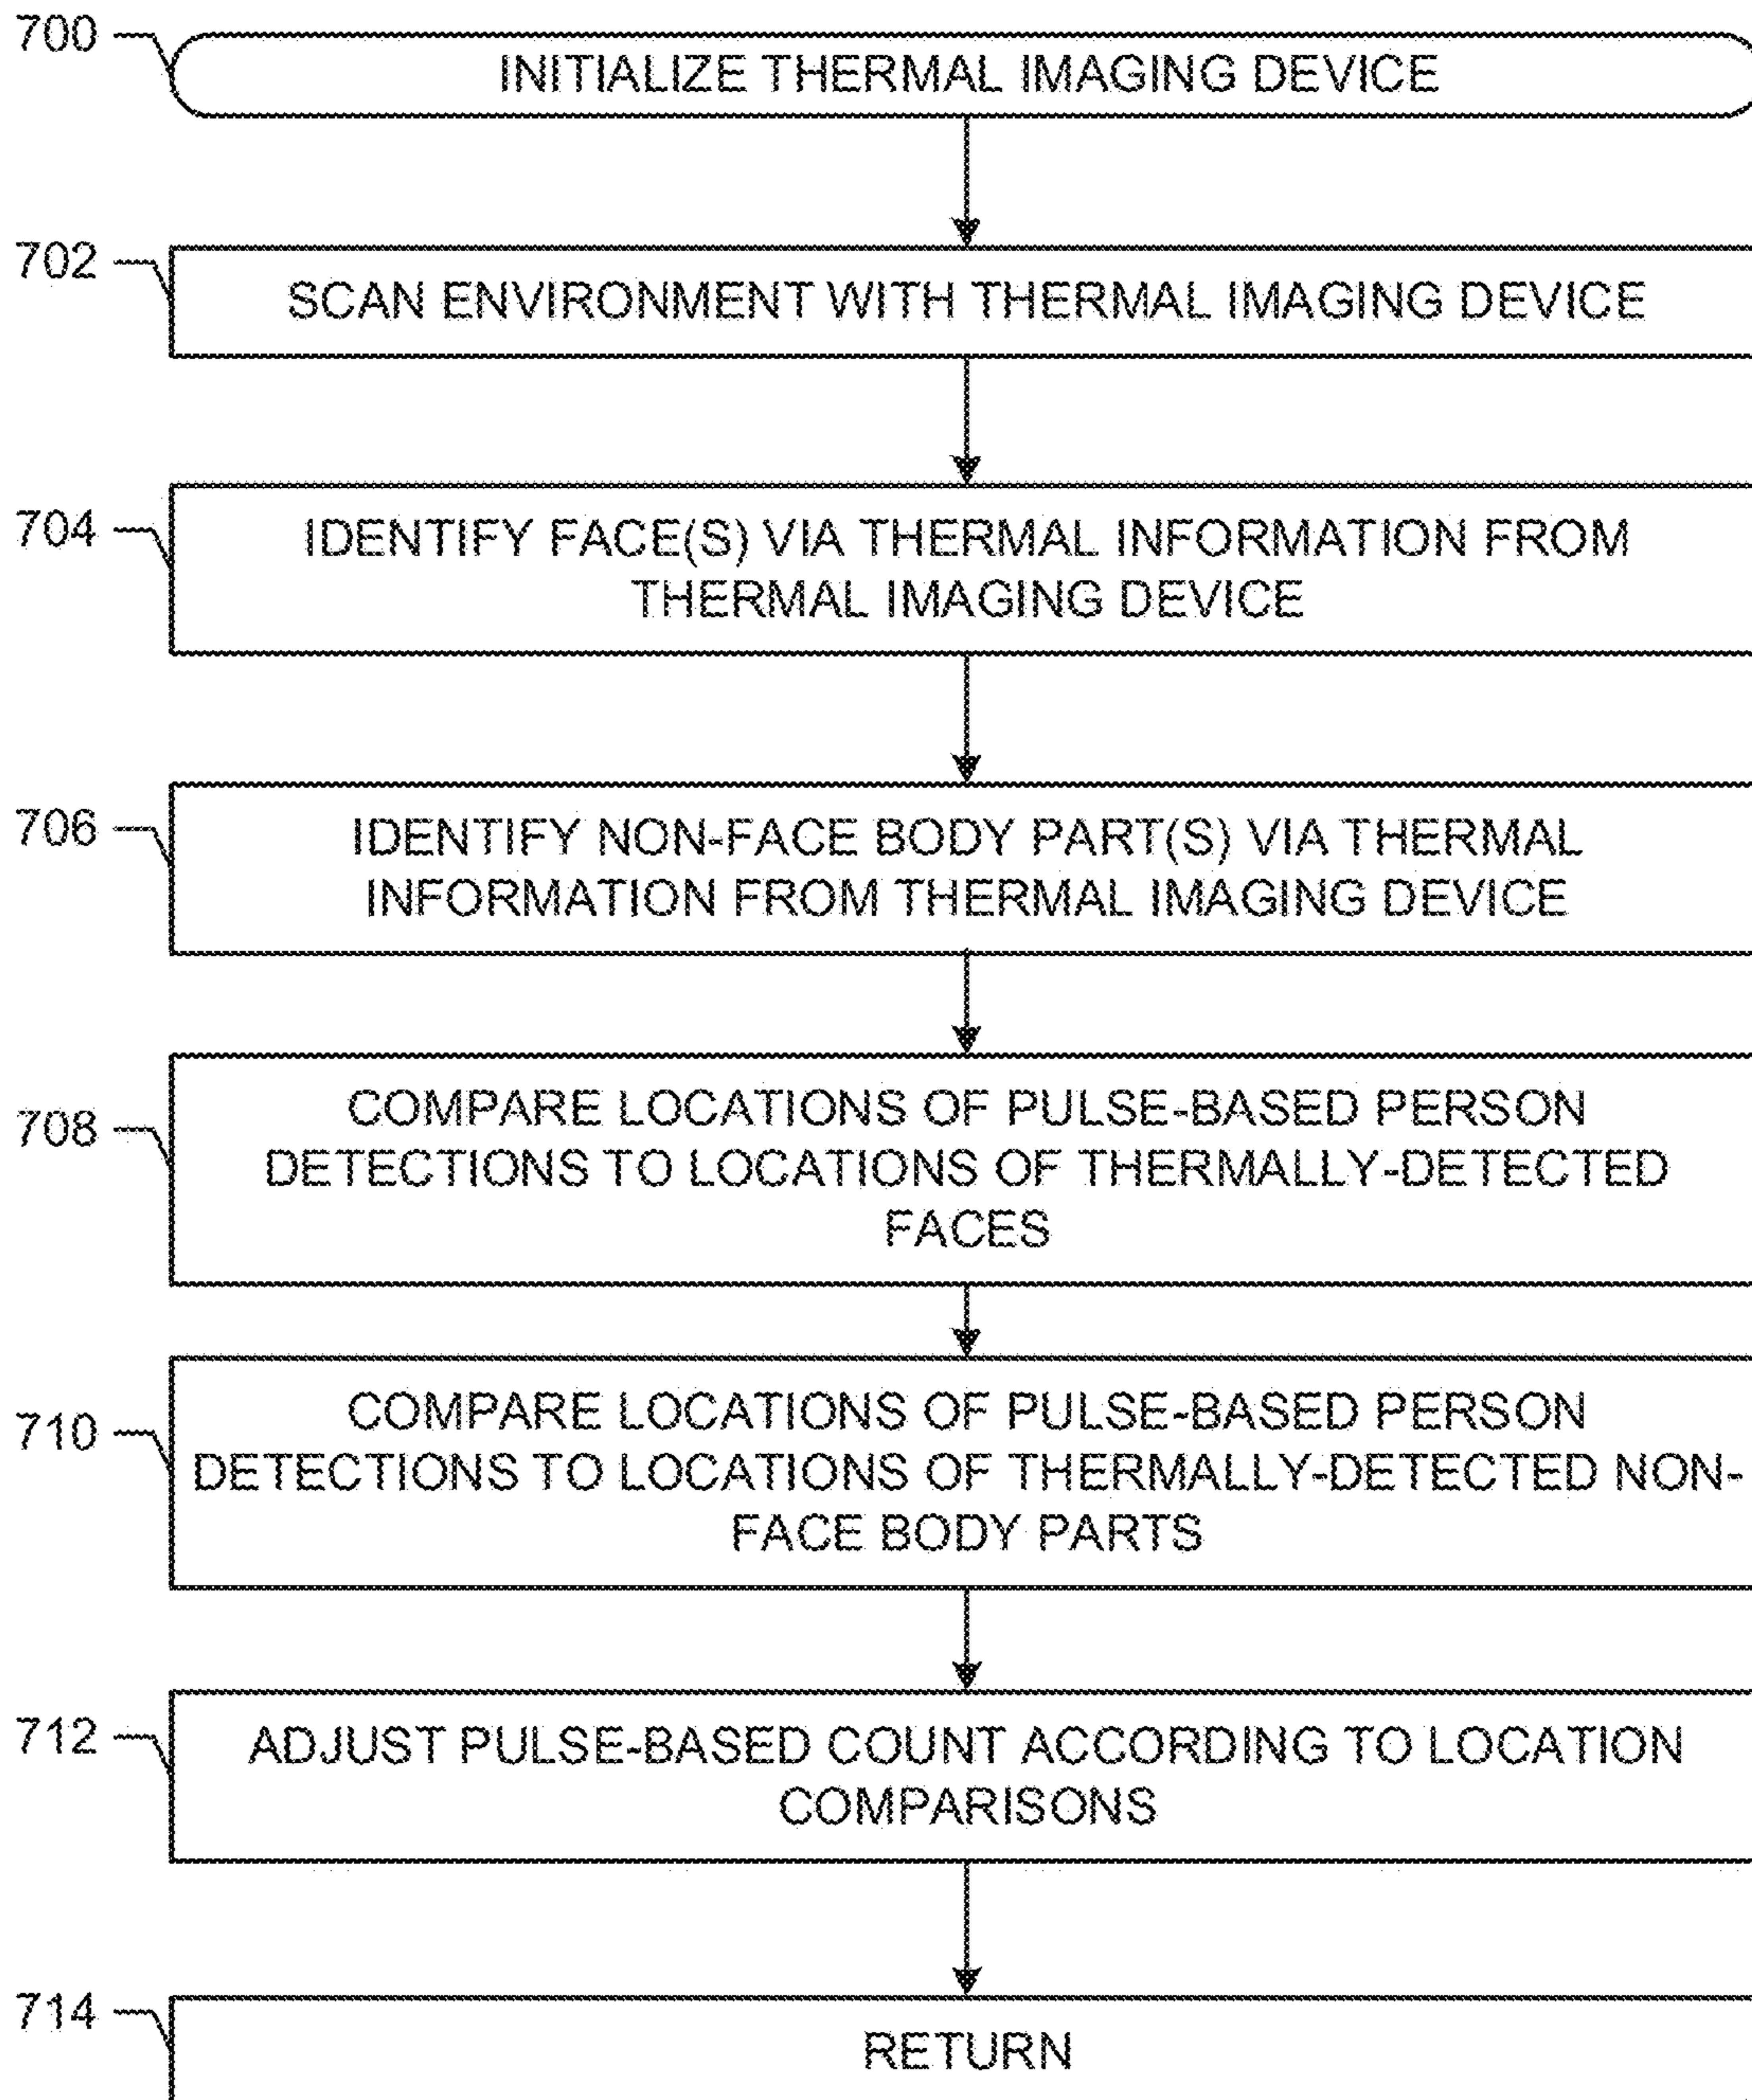 700
INITIALIZE THERMAL IMAGING DEVICE
702
SCAN ENVIRONMENT WITH THERMAL IMAGING DEVICE
704
IDENTIFY FACE(S) VIA THERMAL INFORMATION FROM
THERMAL IMAGING DEVICE
706
IDENTIFY NON-FACE BODY PART(S) VIA THERMAL
INFORMATION FROM THERMAL IMAGING DEVICE
708
COMPARE LOCATIONS OF PULSE-BASED PERSON
DETECTIONS TO LOCATIONS OF THERMALLY-DETECTED
FACES
710
COMPARE LOCATIONS OF PULSE-BASED PERSON
DETECTIONS TO LOCATIONS OF THERMALLY-DETECTED NON-
FACE BODY PARTS
712
ADJUST PULSE-BASED COUNT ACCORDING TO LOCATION
COMPARISONS
714
RETURN